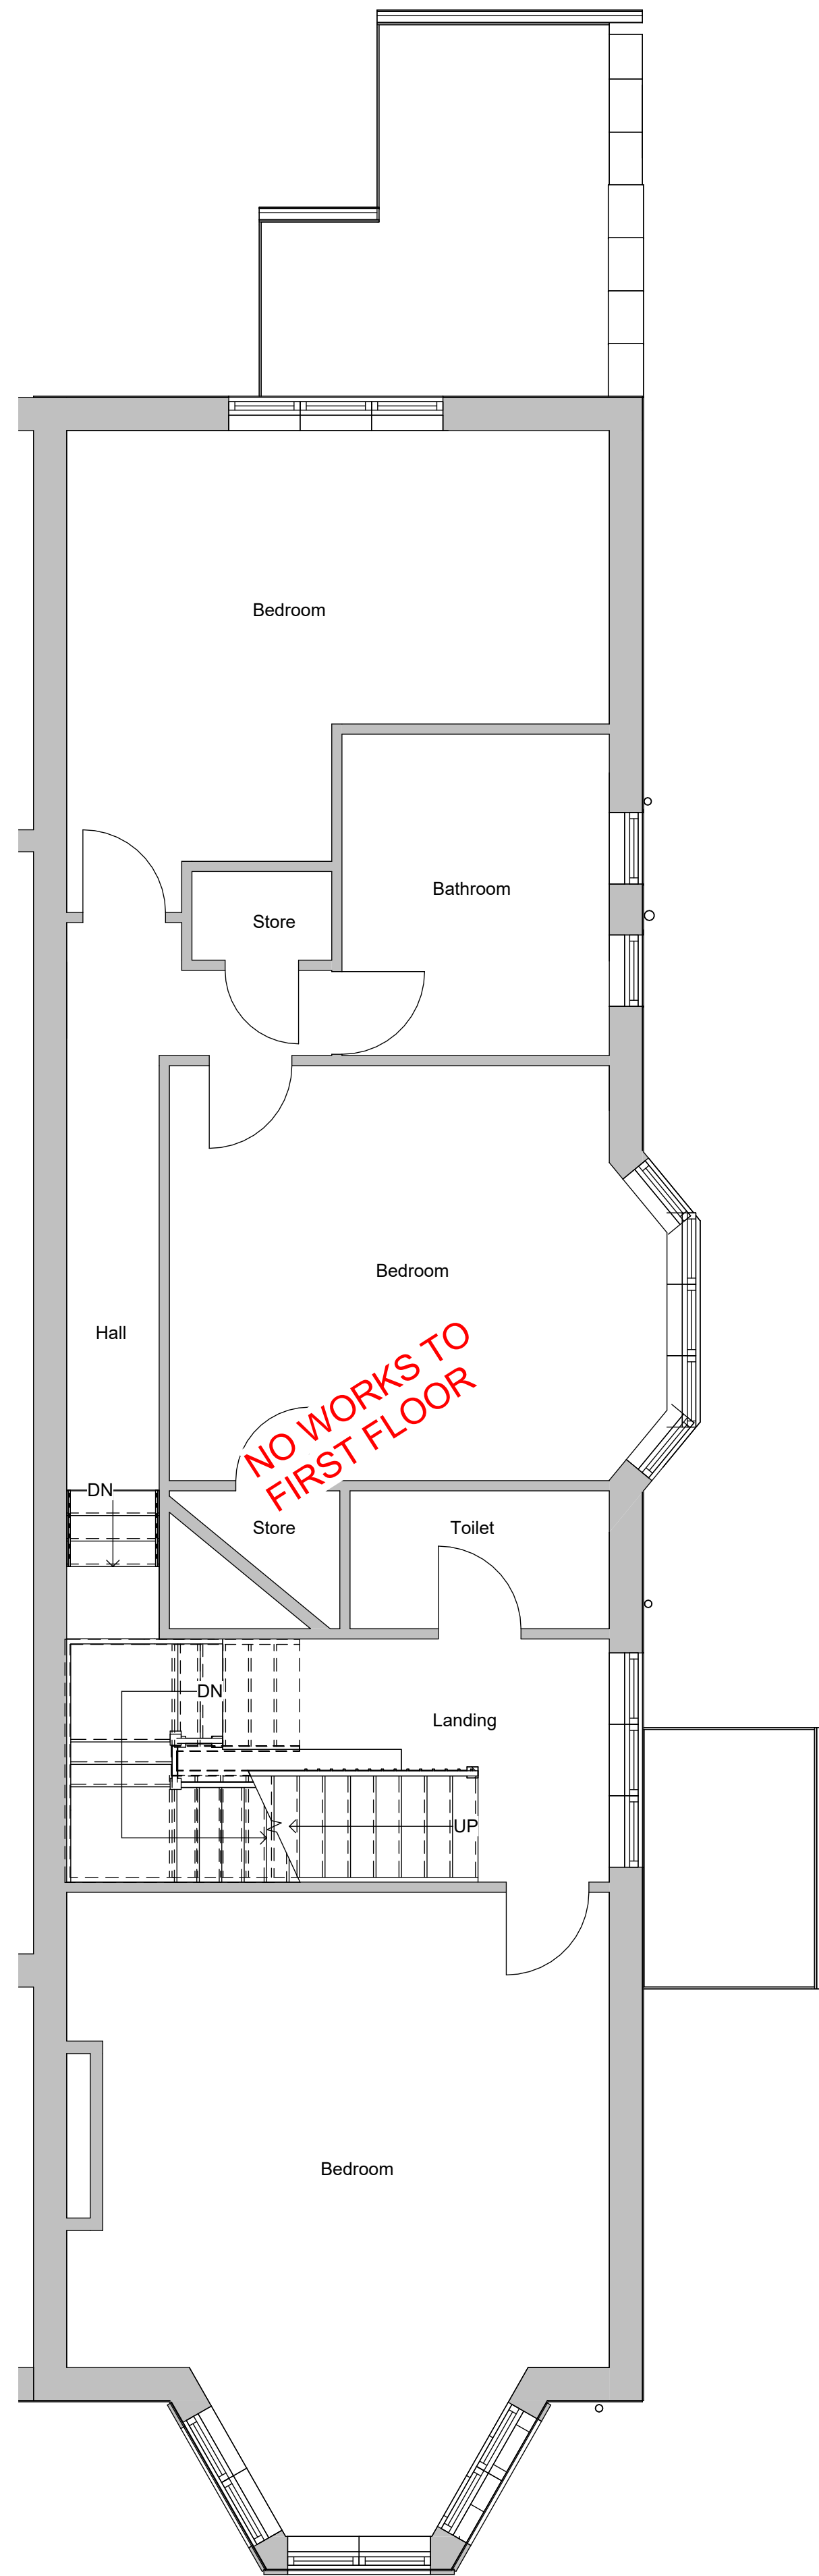 Bedroom
Bathroom
Store
Bedroom
Hall
NO WORKS TO
FIRST FLOOR
DN
Store
Toilet
DN
Landing
UP
Bedroom